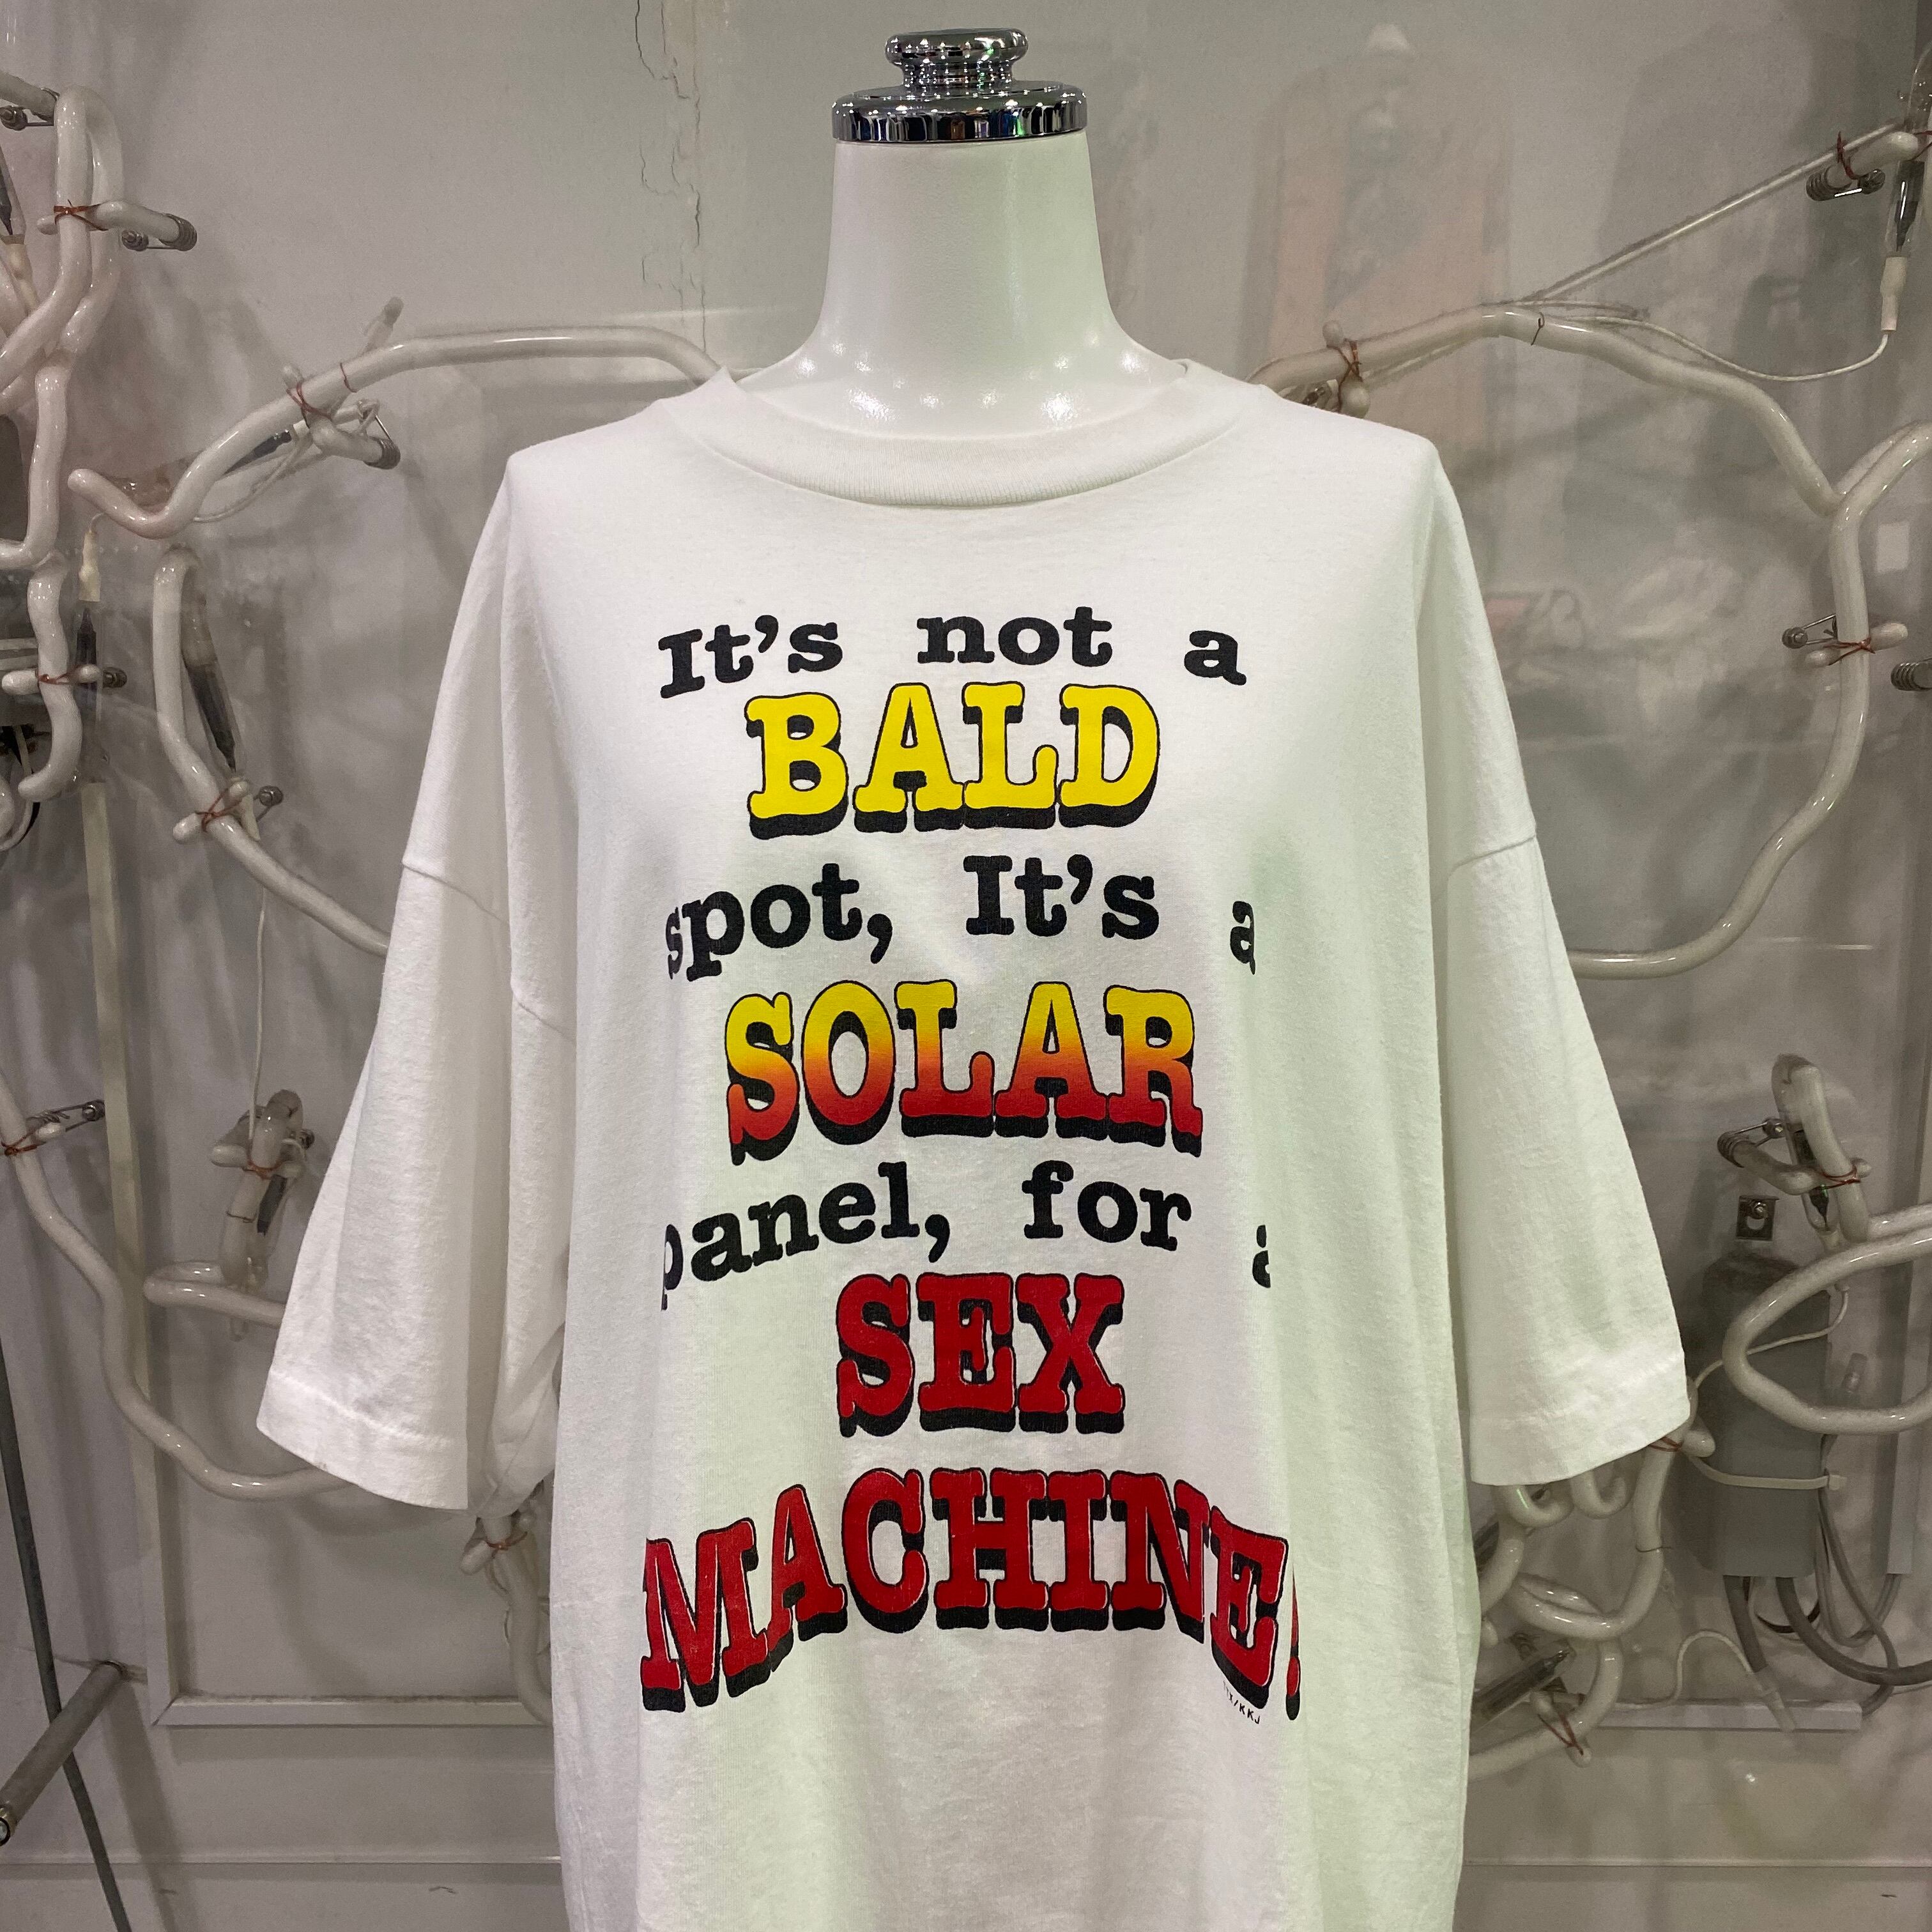 It's not a
BALD
spot, It's a
SOLAR
panel, for a
SEX
MACHINE!